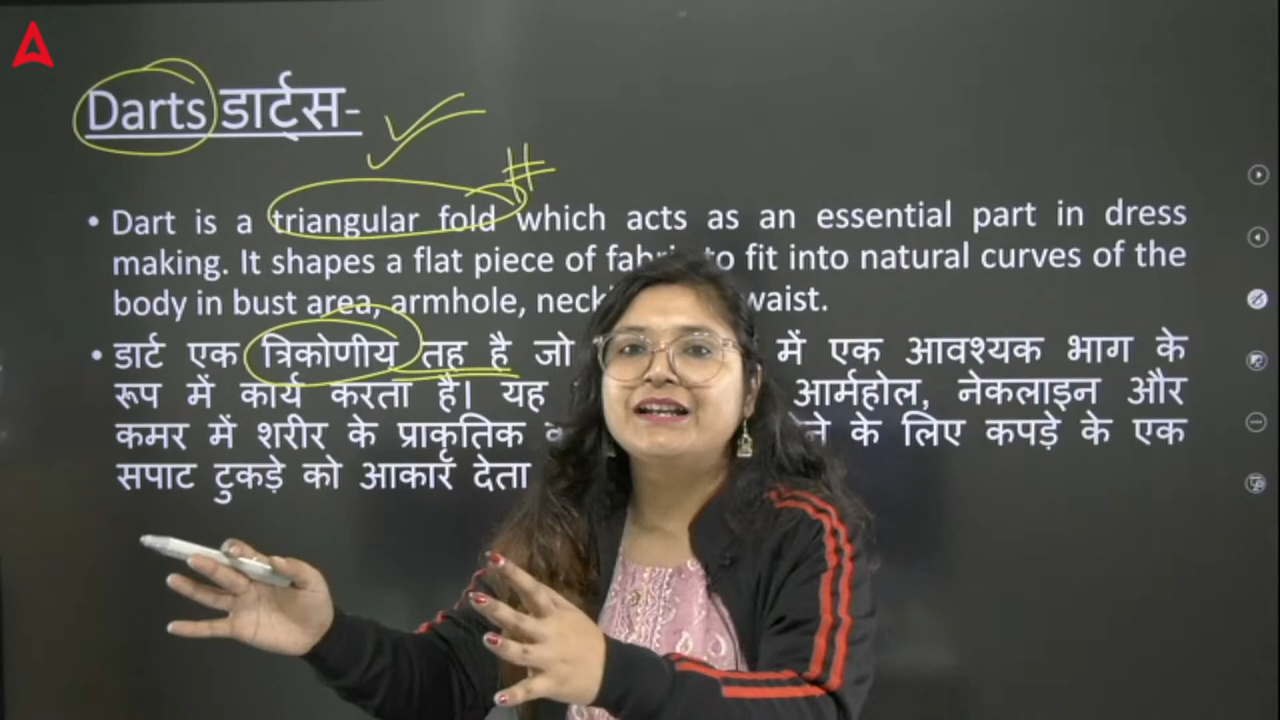 Darts डार्ट्स-
• Dart is a triangular fold which acts as an essential part in dress
making. It shapes a flat piece of to fit into natural curves of the
body in bust area, armhole, waist.
• डार्ट एक त्रिकोणीय तह है जो में एक आवश्यक भाग के
रूप में कार्य करता है। यह आर्महोल, नेकलाइन और
कमर में शरीर के प्राकृतिक के लिए कपड़े के एक
सपाट टुकड़े को आकार देता